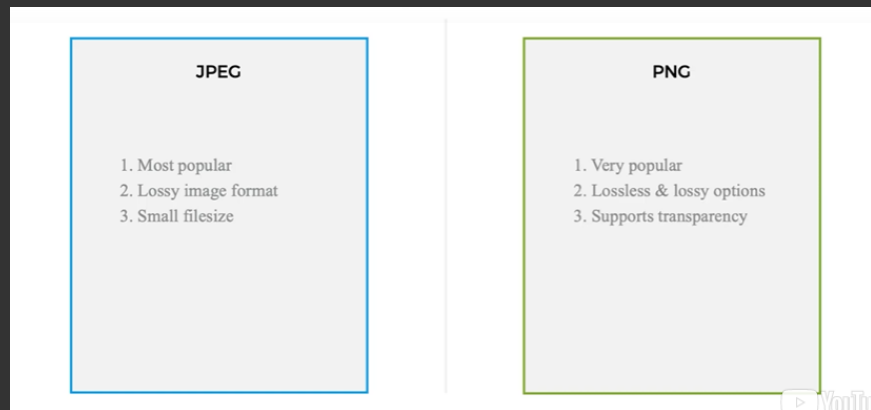 JPEG
1. Most popular
2. Lossy image format
3. Small filesize
PNG
1. Very popular
2. Lossless & lossy options
3. Supports transparency